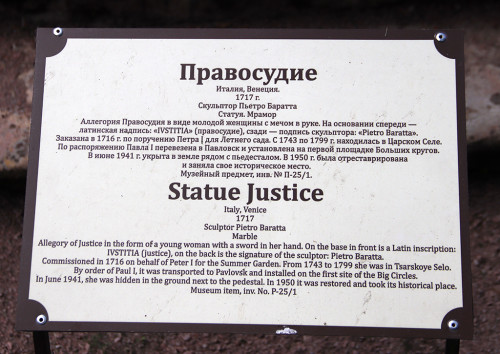 Правосудие
Италия, Венеция.
1717 г.
Скульптор Пьетро Баратта
Статуя. Мрамор
Аллегория Правосудия в виде молодой женщины с мечом в руке. На основании спереди —
латинская надпись: «IVSTITIA» (правосудие), сзади — подпись скульптора: «Pietro Baratta».
Заказана в 1716 г. по поручению Петра | для Летнего сада. С 1743 по 1799 г. находилась в Царском Селе.
По распоряжению Павла I перевезена в Павловск и установлена на первой площадке Больших кругов.
В июне 1941 г. укрыта в земле рядом с пьедесталом. В 1950 г. была отреставрирована
и заняла свое историческое место.
Музейный предмет, инв. № П-25/1.
Statue Justice
Italy, Venice
1717
Sculptor Pietro Baratta
Marble
Allegory of Justice in the form of a young woman with a sword in her hand. On the base in front is a Latin inscription:
IVSTITIA (justice), on the back is the signature of the sculptor: Pietro Baratta.
Commissioned in 1716 on behalf of Peter I for the Summer Garden. From 1743 to 1799 she was in Tsarskoye Selo.
By order of Paul I, it was transported to Pavlovsk and installed on the first site of the Big Circles.
In June 1941, she was hidden in the ground next to the pedestal. In 1950 it was restored and took its historical place.
Museum item, inv. No. P-25/1